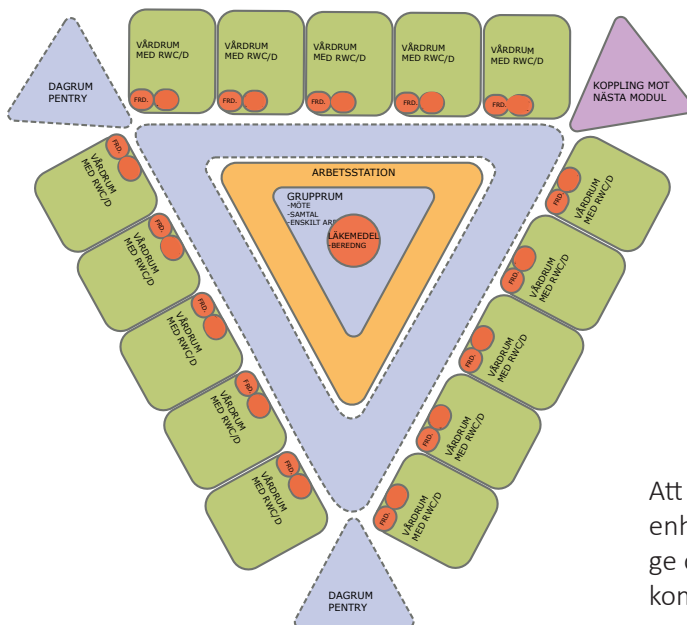 VÅRDRUM
MED RWC/D
FRD.
VÅRDRUM
MED RWC/D
FRD.
VÅRDRUM
MED RWC/D
FRD.
VÅRDRUM
MED RWC/D
FRD.
VÅRDRUM
MED RWC/D
FRD.
DAGRUM
PENTRY
KOPPLING MOT
NÄSTA MODUL
ARBETSSTATION
GRUPPRUM
-MÖTE
-SAMTAL
-ENSKILT ARB
LÄKEMEDEL
-BEREDNG
FRD.
VÅRDRUM
MED RWC/D
FRD.
VÅRDRUM
MED RWC/D
FRD.
VÅRDRUM
MED RWC/D
FRD.
VÅRDRUM
MED RWC/D
FRD.
VÅRDRUM
MED RWC/D
FRD.
VÅRDRUM
MED RWC/D
FRD.
VÅRDRUM
MED RWC/D
FRD.
VÅRDRUM
MED RWC/D
FRD.
VÅRDRUM
MED RWC/D
FRD.
VÅRDRUM
MED RWC/D
DAGRUM
PENTRY
Att
enh
ge
kon